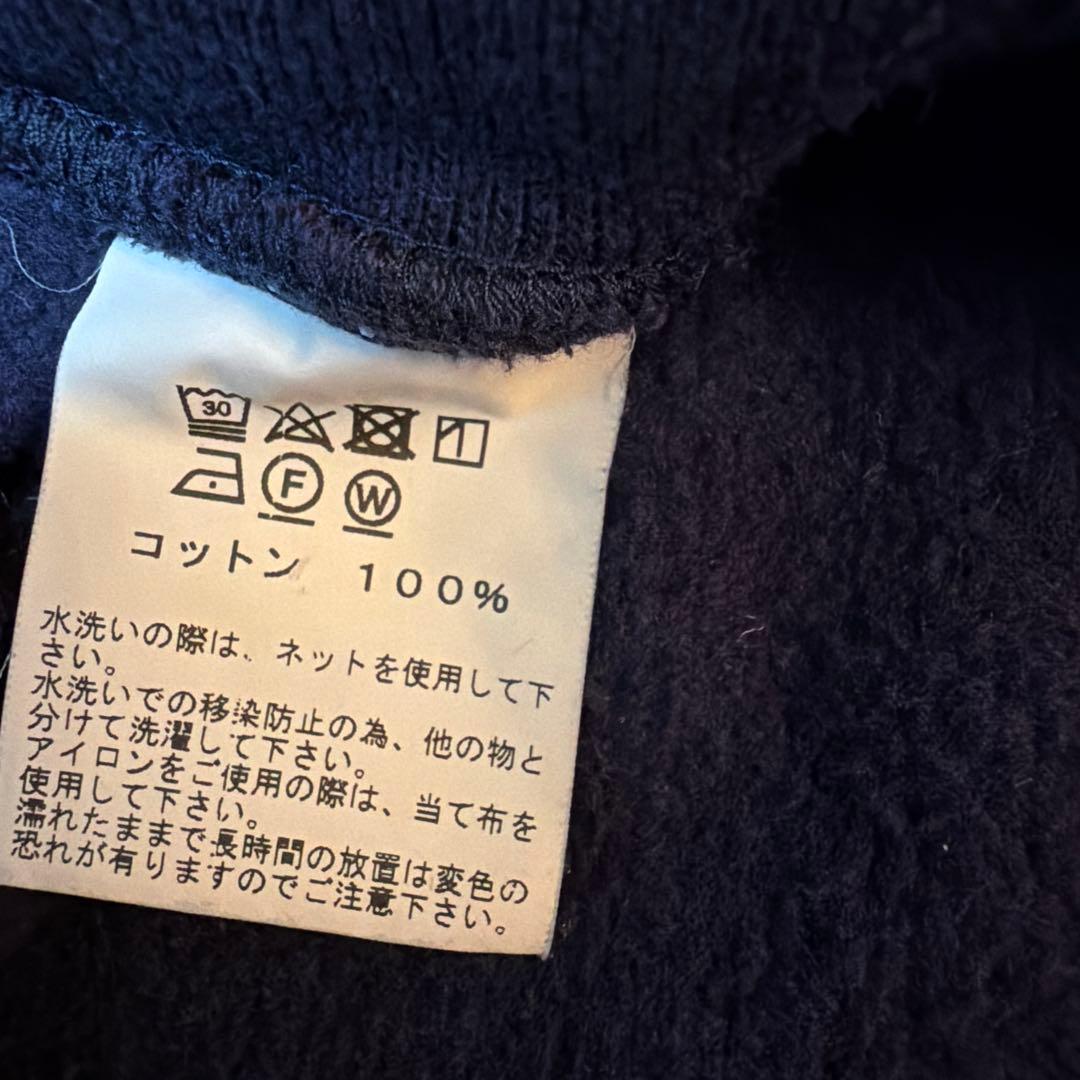 30
F W
コットン 100%
水洗いの際は、ネットを使用して下
さい。
水洗いでの移染防止の為、他の物と
分けて洗濯して下さい。
アイロンをご使用の際は、当て布を
使用して下さい。
濡れたままで長時間の放置は変色の
恐れが有りますのでご注意下さい。